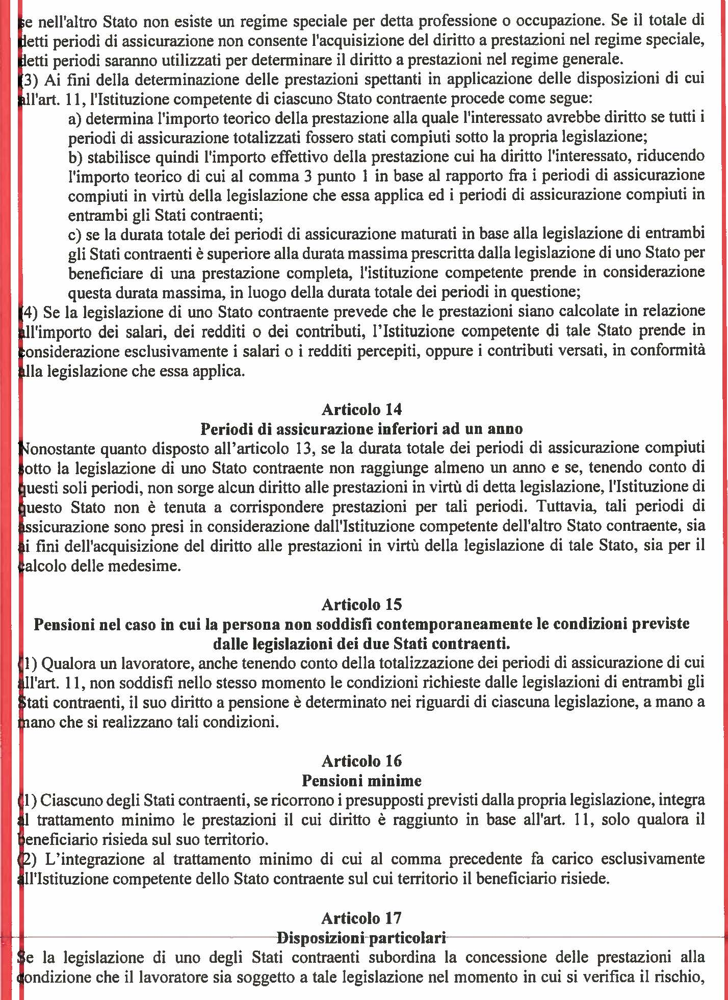 se nell'altro Stato non esiste un regime speciale per detta professione o occupazione. Se il totale di
detti periodi di assicurazione non consente l'acquisizione del diritto a prestazioni nel regime speciale,
detti periodi saranno utilizzati per determinare il diritto a prestazioni nel regime generale.
(3) Ai fini della determinazione delle prestazioni spettanti in applicazione delle disposizioni di cui
all'art. 11, l'Istituzione competente di ciascuno Stato contraente procede come segue:
a) determina l'importo teorico della prestazione alla quale l'interessato avrebbe diritto se tutti i
periodi di assicurazione totalizzati fossero stati compiuti sotto la propria legislazione;
b) stabilisce quindi l'importo effettivo della prestazione cui ha diritto l'interessato, riducendo
l'importo teorico di cui al comma 3 punto 1 in base al rapporto fra i periodi di assicurazione
compiuti in virtù della legislazione che essa applica ed i periodi di assicurazione compiuti in
entrambi gli Stati contraenti;
c) se la durata totale dei periodi di assicurazione maturati in base alla legislazione di entrambi
gli Stati contraenti è superiore alla durata massima prescritta dalla legislazione di uno Stato per
beneficiare di una prestazione completa, l'istituzione competente prende in considerazione
questa durata massima, in luogo della durata totale dei periodi in questione;
(4) Se la legislazione di uno Stato contraente prevede che le prestazioni siano calcolate in relazione
all'importo dei salari, dei redditi o dei contributi, l’Istituzione competente di tale Stato prende in
considerazione esclusivamente i salari o i redditi percepiti, oppure i contributi versati, in conformità
alla legislazione che essa applica.
Articolo 14
Periodi di assicurazione inferiori ad un anno
Nonostante quanto disposto all’articolo 13, se la durata totale dei periodi di assicurazione compiuti
sotto la legislazione di uno Stato contraente non raggiunge almeno un anno e se, tenendo conto di
questi soli periodi, non sorge alcun diritto alle prestazioni in virtù di detta legislazione, l'Istituzione di
questo Stato non è tenuta a corrispondere prestazioni per tali periodi. Tuttavia, tali periodi di
assicurazione sono presi in considerazione dall'Istituzione competente dell'altro Stato contraente, sia
ai fini dell'acquisizione del diritto alle prestazioni in virtù della legislazione di tale Stato, sia per il
calcolo delle medesime.
Articolo 15
Pensioni nel caso in cui la persona non soddisfi contemporaneamente le condizioni previste
dalle legislazioni dei due Stati contraenti.
(1) Qualora un lavoratore, anche tenendo conto della totalizzazione dei periodi di assicurazione di cui
all'art. 11, non soddisfi nello stesso momento le condizioni richieste dalle legislazioni di entrambi gli
Stati contraenti, il suo diritto a pensione è determinato nei riguardi di ciascuna legislazione, a mano a
mano che si realizzano tali condizioni.
Articolo 16
Pensioni minime
(1) Ciascuno degli Stati contraenti, se ricorrono i presupposti previsti dalla propria legislazione, integra
al trattamento minimo le prestazioni il cui diritto è raggiunto in base all'art. 11, solo qualora il
beneficiario risieda sul suo territorio.
(2) L’integrazione al trattamento minimo di cui al comma precedente fa carico esclusivamente
all'Istituzione competente dello Stato contraente sul cui territorio il beneficiario risiede.
Articolo 17
Disposizioni particolari
Se la legislazione di uno degli Stati contraenti subordina la concessione delle prestazioni alla
condizione che il lavoratore sia soggetto a tale legislazione nel momento in cui si verifica il rischio,